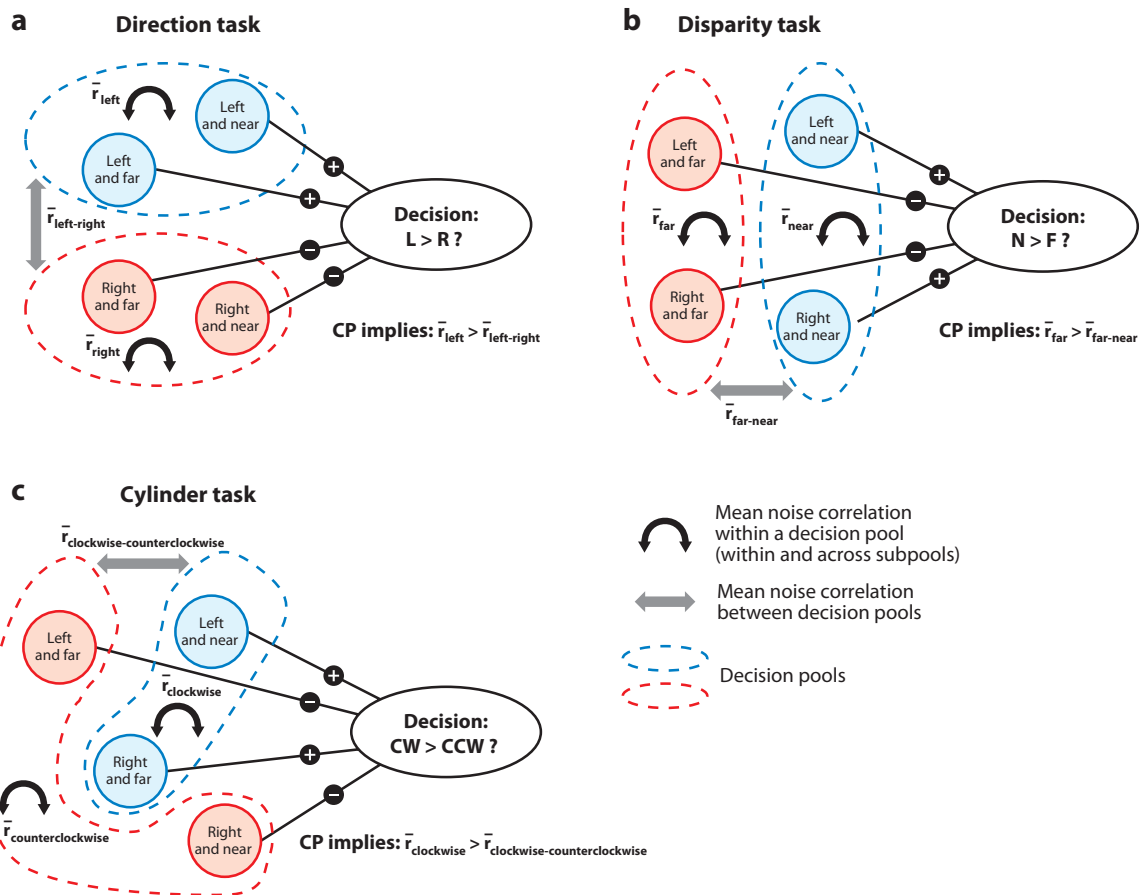 a
Direction task
r̄left
Left
and near
Left
and far
r̄left-right
Right
and far
Right
and near
r̄right
+
+
−
−
Decision:
L > R ?
CP implies: r̄left > r̄left-right
b
Disparity task
Left
and far
Left
and near
r̄far
r̄near
Right
and far
Right
and near
r̄far-near
+
−
−
+
Decision:
N > F ?
CP implies: r̄far > r̄far-near
c
Cylinder task
r̄clockwise-counterclockwise
Left
and far
Left
and near
r̄clockwise
Right
and far
Right
and near
r̄counterclockwise
+
−
+
−
Decision:
CW > CCW ?
CP implies: r̄clockwise > r̄clockwise-counterclockwise
Mean noise correlation
within a decision pool
(within and across subpools)
Mean noise correlation
between decision pools
Decision pools